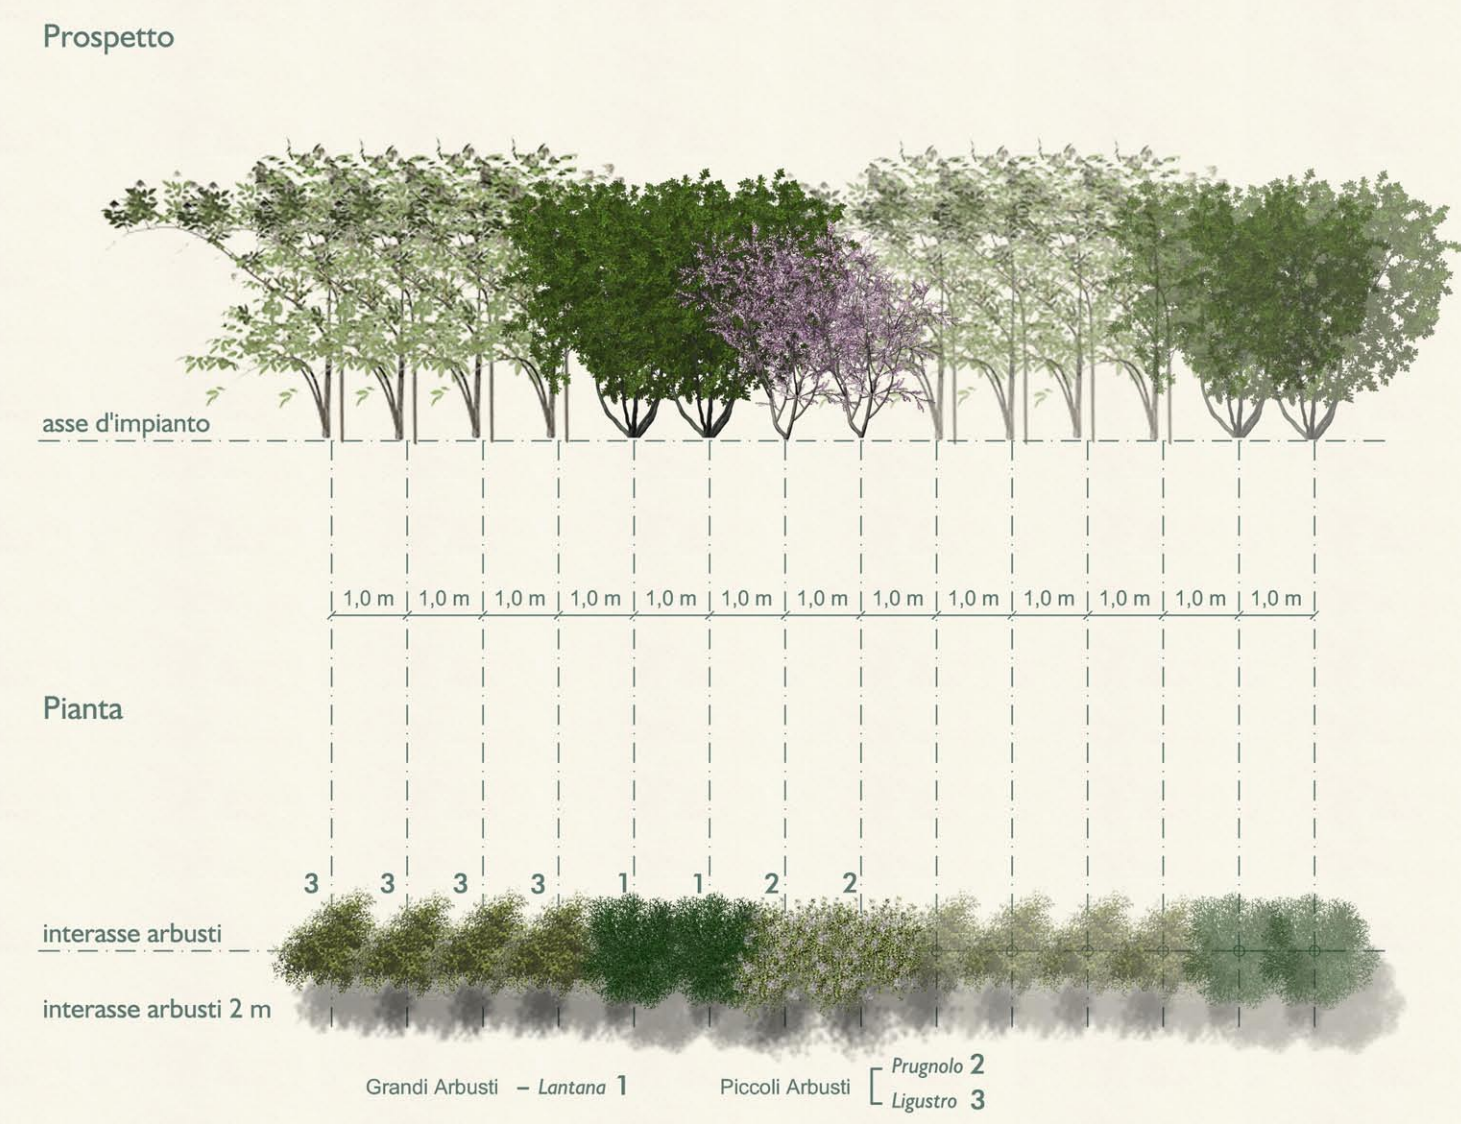 Prospetto
asse d'impianto
1,0 m 1,0 m 1,0 m 1,0 m 1,0 m 1,0 m 1,0 m 1,0 m 1,0 m 1,0 m 1,0 m 1,0 m 1,0 m
Pianta
3 3 3 3 1 1 2 2
interasse arbusti
interasse arbusti 2 m
Grandi Arbusti – Lantana 1
Piccoli Arbusti
Prugnolo 2
Ligustro 3